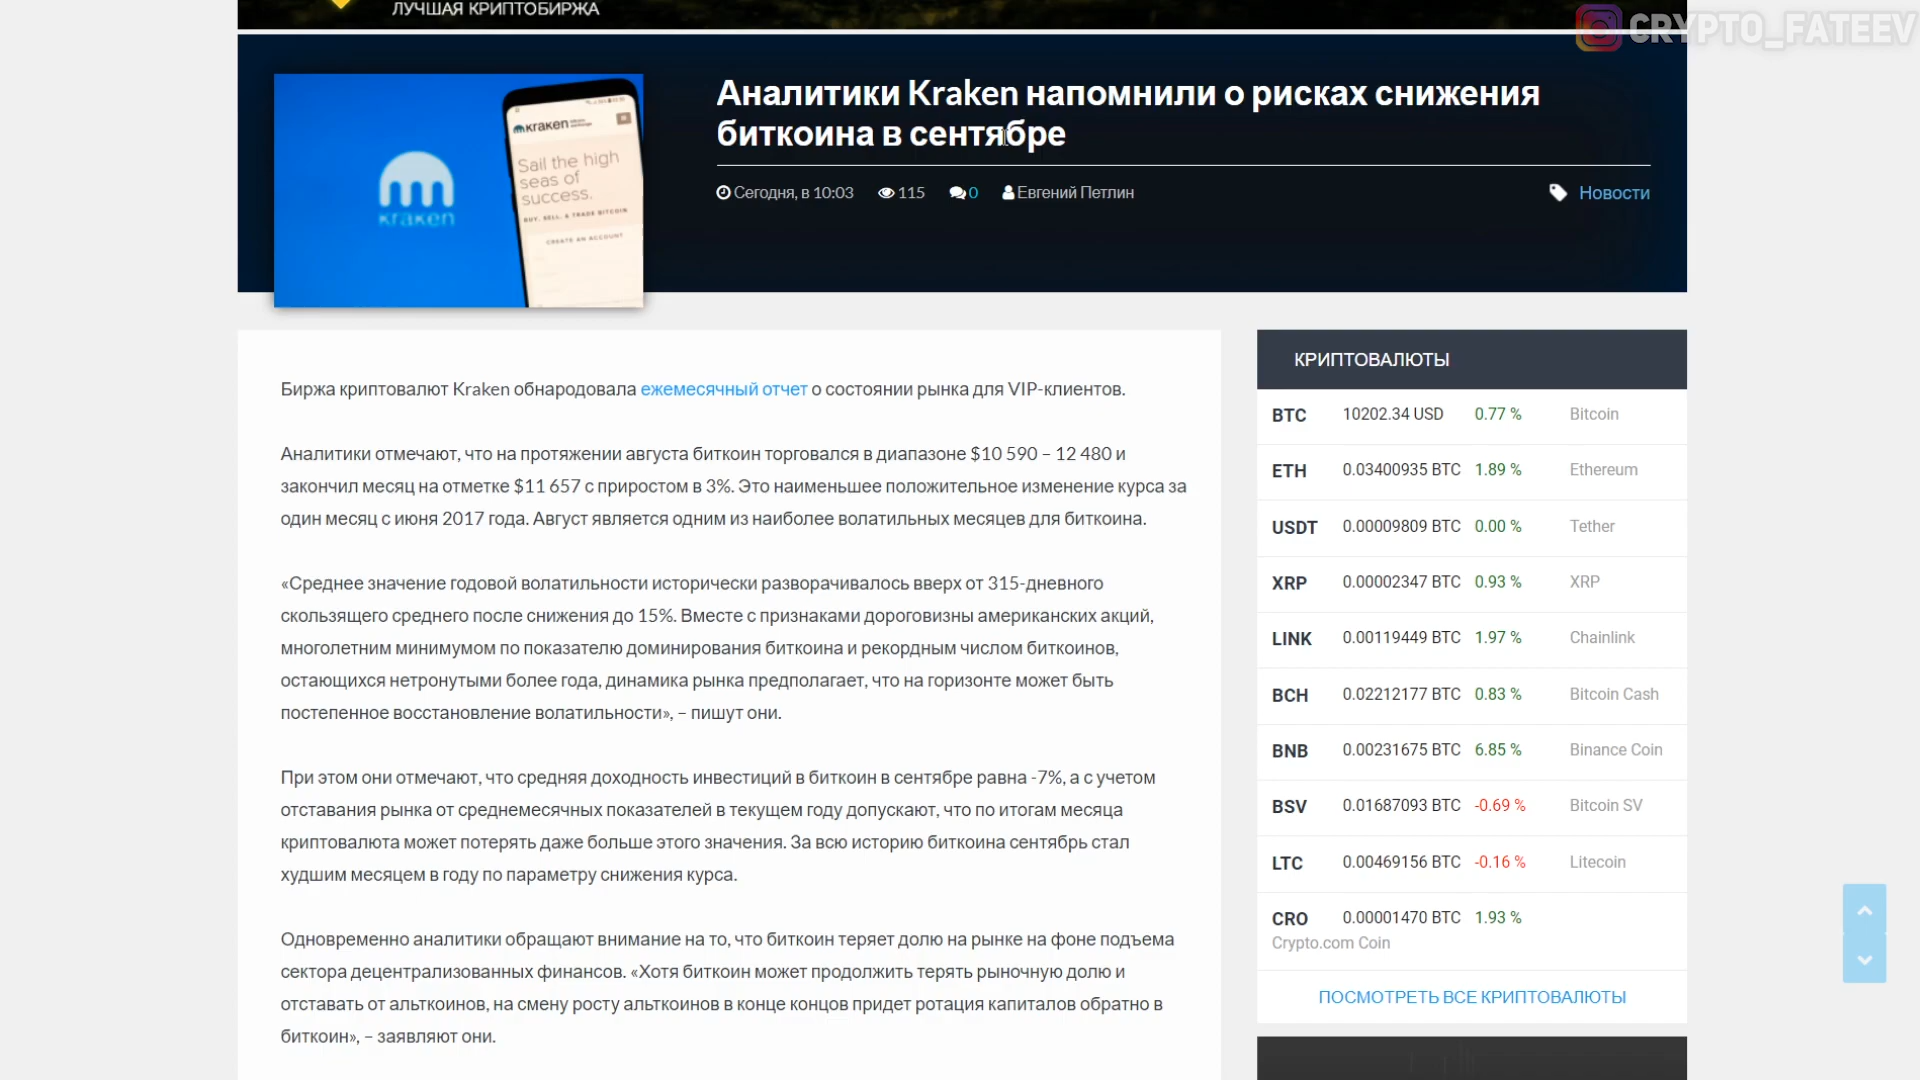 ЛУЧШАЯ КРИПТОБИРЖА
CRYPTO_FATEEV
kraken
kraken
Sail the high
seas of
success.
BUY, SELL, & TRADE BITCOIN
CREATE AN ACCOUNT
Аналитики Kraken напомнили о рисках снижения
биткоина в сентябре
Сегодня, в 10:03 115 0 Евгений Петлин Новости
Биржа криптовалют Kraken обнародовала ежемесячный отчет о состоянии рынка для VIP-клиентов.
Аналитики отмечают, что на протяжении августа биткоин торговался в диапазоне $10 590 – 12 480 и
закончил месяц на отметке $11 657 с приростом в 3%. Это наименьшее положительное изменение курса за
один месяц с июня 2017 года. Август является одним из наиболее волатильных месяцев для биткоина.
«Среднее значение годовой волатильности исторически разворачивалось вверх от 315-дневного
скользящего среднего после снижения до 15%. Вместе с признаками дороговизны американских акций,
многолетним минимумом по показателю доминирования биткоина и рекордным числом биткоинов,
остающихся нетронутыми более года, динамика рынка предполагает, что на горизонте может быть
постепенное восстановление волатильности», – пишут они.
При этом они отмечают, что средняя доходность инвестиций в биткоин в сентябре равна -7%, а с учетом
отставания рынка от среднемесячных показателей в текущем году допускают, что по итогам месяца
криптовалюта может потерять даже больше этого значения. За всю историю биткоина сентябрь стал
худшим месяцем в году по параметру снижения курса.
Одновременно аналитики обращают внимание на то, что биткоин теряет долю на рынке на фоне подъема
сектора децентрализованных финансов. «Хотя биткоин может продолжить терять рыночную долю и
отставать от альткоинов, на смену росту альткоинов в конце концов придет ротация капиталов обратно в
биткоин», – заявляют они.
КРИПТОВАЛЮТЫ
BTC 10202.34 USD 0.77 % Bitcoin
ETH 0.03400935 BTC 1.89 % Ethereum
USDT 0.00009809 BTC 0.00 % Tether
XRP 0.00002347 BTC 0.93 % XRP
LINK 0.00119449 BTC 1.97 % Chainlink
BCH 0.02212177 BTC 0.83 % Bitcoin Cash
BNB 0.00231675 BTC 6.85 % Binance Coin
BSV 0.01687093 BTC -0.69 % Bitcoin SV
LTC 0.00469156 BTC -0.16 % Litecoin
CRO 0.00001470 BTC 1.93 %
Crypto.com Coin
ПОСМОТРЕТЬ ВСЕ КРИПТОВАЛЮТЫ